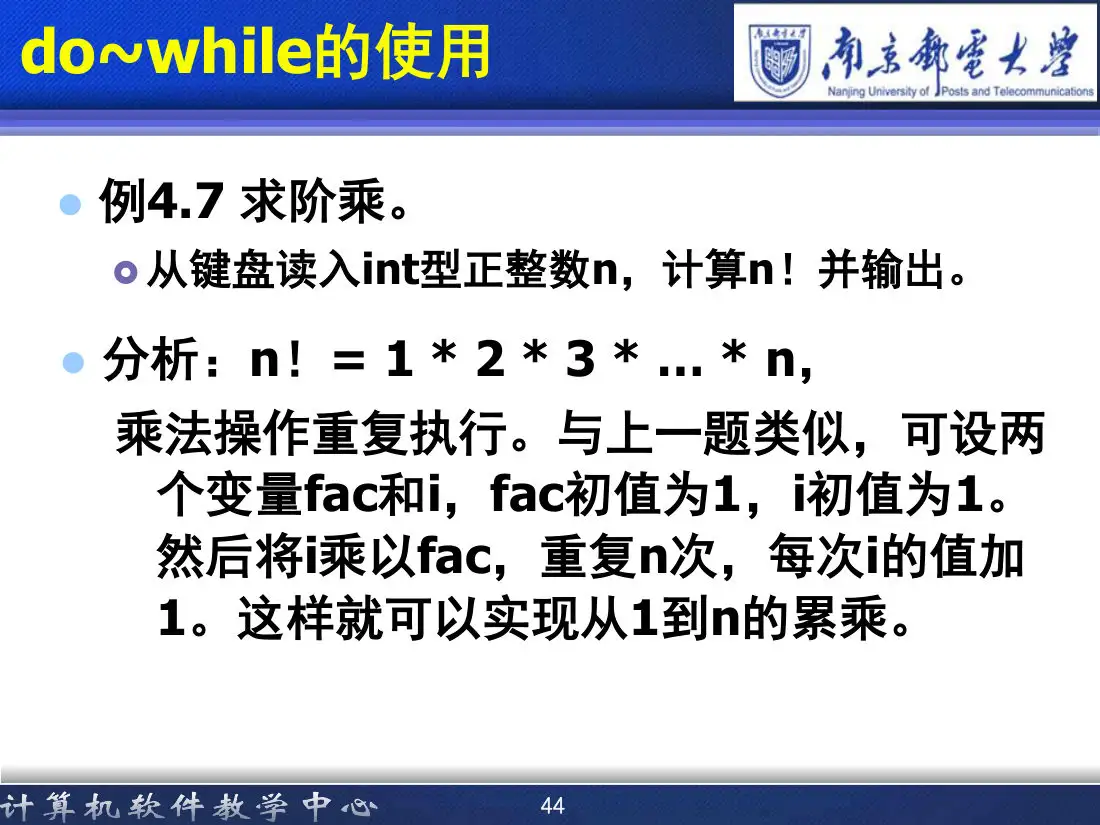 do~while的使用
南京邮电大学
Nanjing University of Posts and Telecommunications
例4.7 求阶乘。
从键盘读入int型正整数n，计算n！并输出。
分析：n！= 1 * 2 * 3 * … * n，
乘法操作重复执行。与上一题类似，可设两
个变量fac和i，fac初值为1，i初值为1。
然后将i乘以fac，重复n次，每次i的值加
1。这样就可以实现从1到n的累乘。
计算机软件教学中心
44